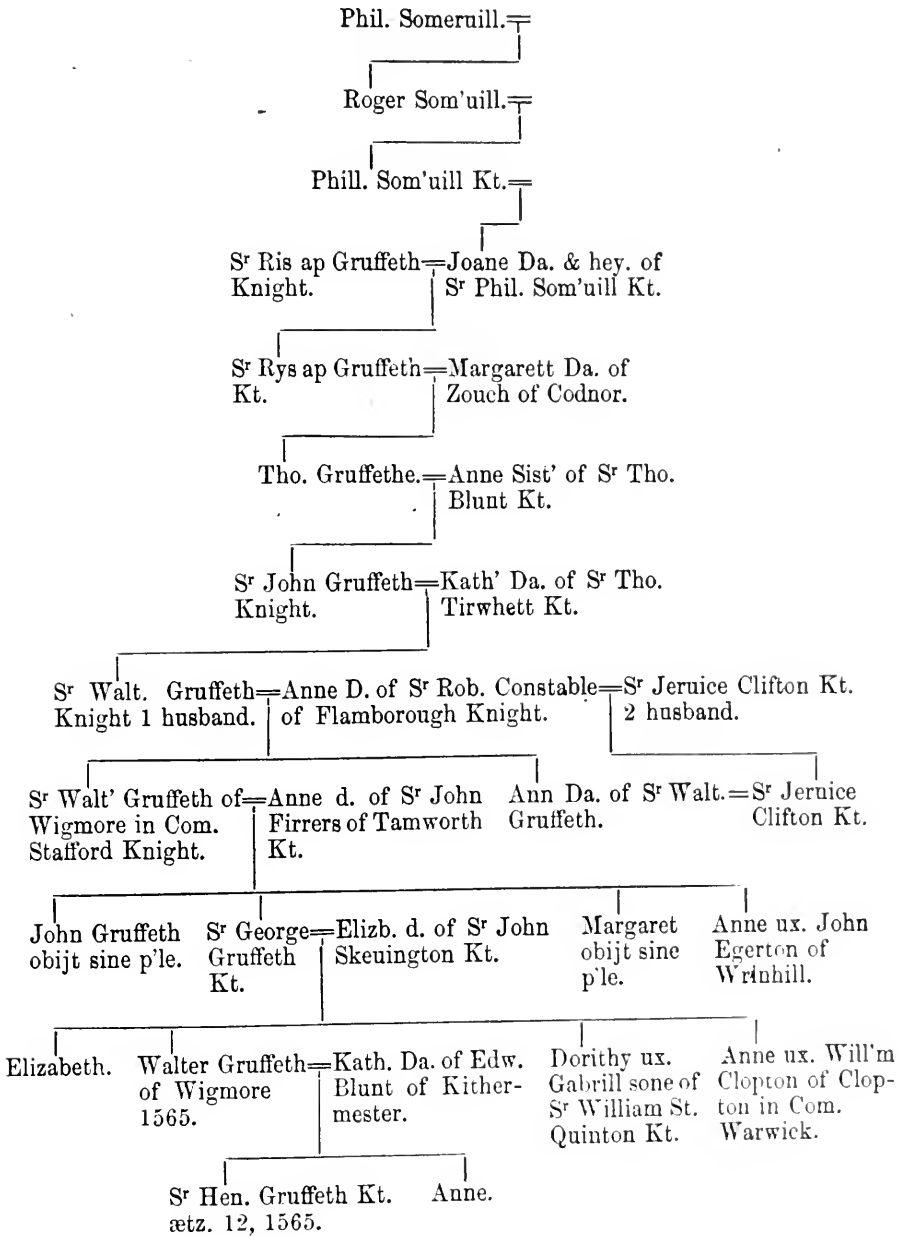 Phil. Someruill.
Roger Som'uill.
Phill. Som'uill Kt.
Sr Ris ap Gruffeth
Knight.
Joane Da. & hey. of
Sr Phil. Som'uill Kt.
Sr Rys ap Gruffeth
Kt.
Margarett Da. of
Zouch of Codnor.
Tho. Gruffethe.
Anne Sist' of Sr Tho.
Blunt Kt.
Sr John Gruffeth
Knight.
Kath' Da. of Sr Tho.
Tirwhett Kt.
Sr Walt. Gruffeth
Knight 1 husband.
Anne D. of Sr Rob. Constable
of Flamborough Knight.
Sr Jeruice Clifton Kt.
2 husband.
Sr Walt' Gruffeth of
Wigmore in Com.
Stafford Knight.
Anne d. of Sr John
Firrers of Tamworth
Kt.
Ann Da. of Sr Walt.
Gruffeth.
Sr Jeruice
Clifton Kt.
John Gruffeth
obijt sine p'le.
Sr George
Gruffeth
Kt.
Elizb. d. of Sr John
Skeuington Kt.
Margaret
obijt sine
p'le.
Anne ux. John
Egerton of
Wrinhill.
Elizabeth.
Walter Gruffeth
of Wigmore
1565.
Kath. Da. of Edw.
Blunt of Kither-
mester.
Dorithy ux.
Gabrill sone of
Sr William St.
Quinton Kt.
Anne ux. Will'm
Clopton of Clop-
ton in Com.
Warwick.
Sr Hen. Gruffeth Kt.
ætz. 12, 1565.
Anne.